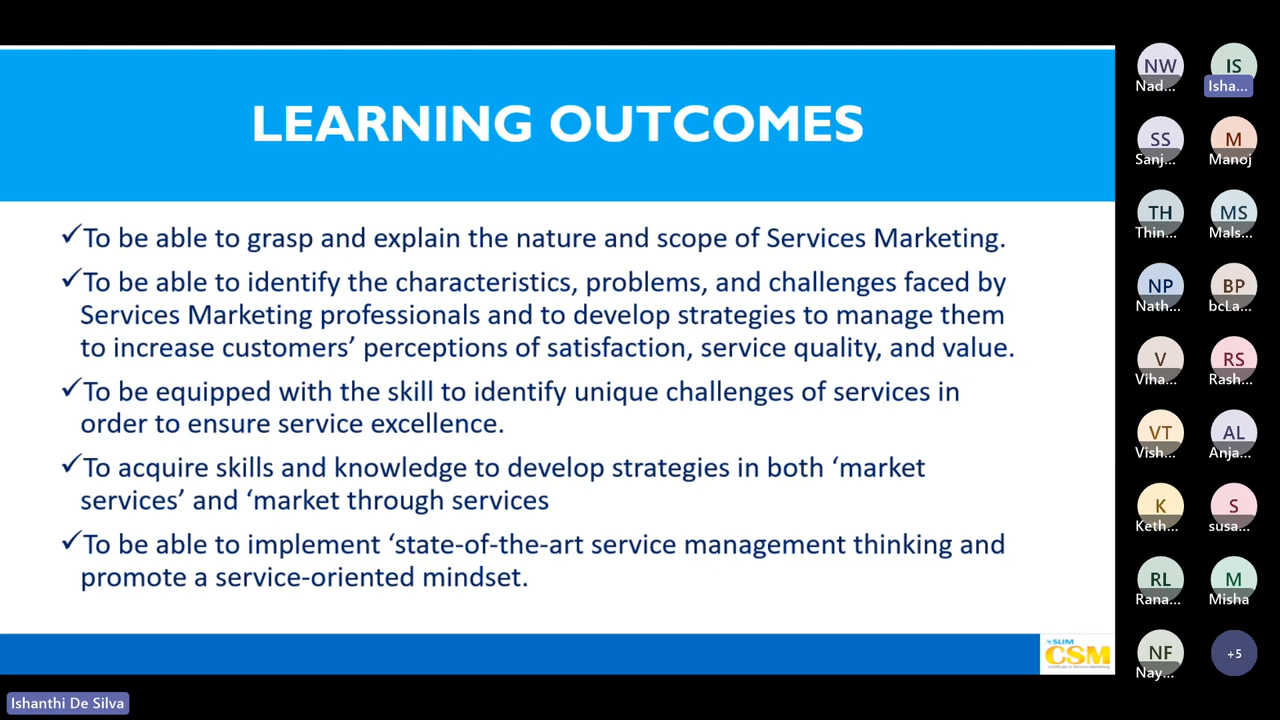 LEARNING OUTCOMES
✓To be able to grasp and explain the nature and scope of Services Marketing.
✓To be able to identify the characteristics, problems, and challenges faced by
Services Marketing professionals and to develop strategies to manage them
to increase customers’ perceptions of satisfaction, service quality, and value.
✓To be equipped with the skill to identify unique challenges of services in
order to ensure service excellence.
✓To acquire skills and knowledge to develop strategies in both ‘market
services’ and ‘market through services
✓To be able to implement ‘state-of-the-art service management thinking and
promote a service-oriented mindset.
SLIM
CSM
Ishanthi De Silva
NW
Nad...
IS
Isha...
SS
Sanj...
M
Manoj
TH
Thin...
MS
Mals...
NP
Nath...
BP
bcLa...
V
Viha...
RS
Rash...
VT
Vish...
AL
Anja...
K
Keth...
S
susa...
RL
Rana...
M
Misha
NF
Nay...
+5